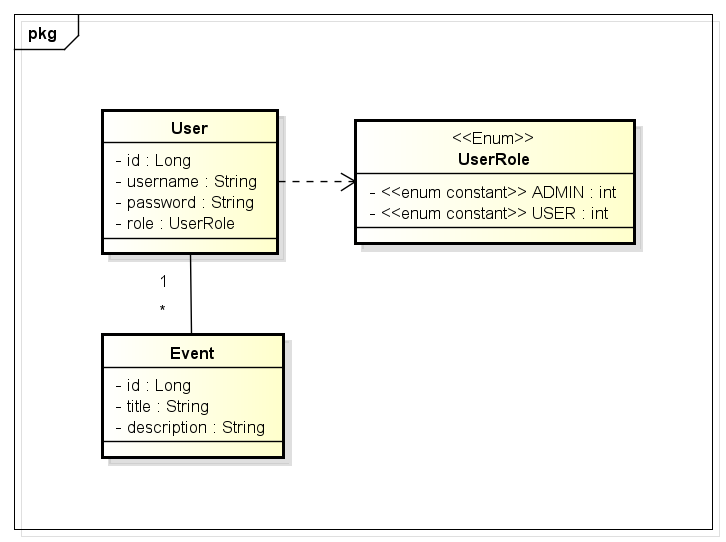 pkg
User
- id : Long
- username : String
- password : String
- role : UserRole
<<Enum>>
UserRole
- <<enum constant>> ADMIN : int
- <<enum constant>> USER : int
1
*
Event
- id : Long
- title : String
- description : String